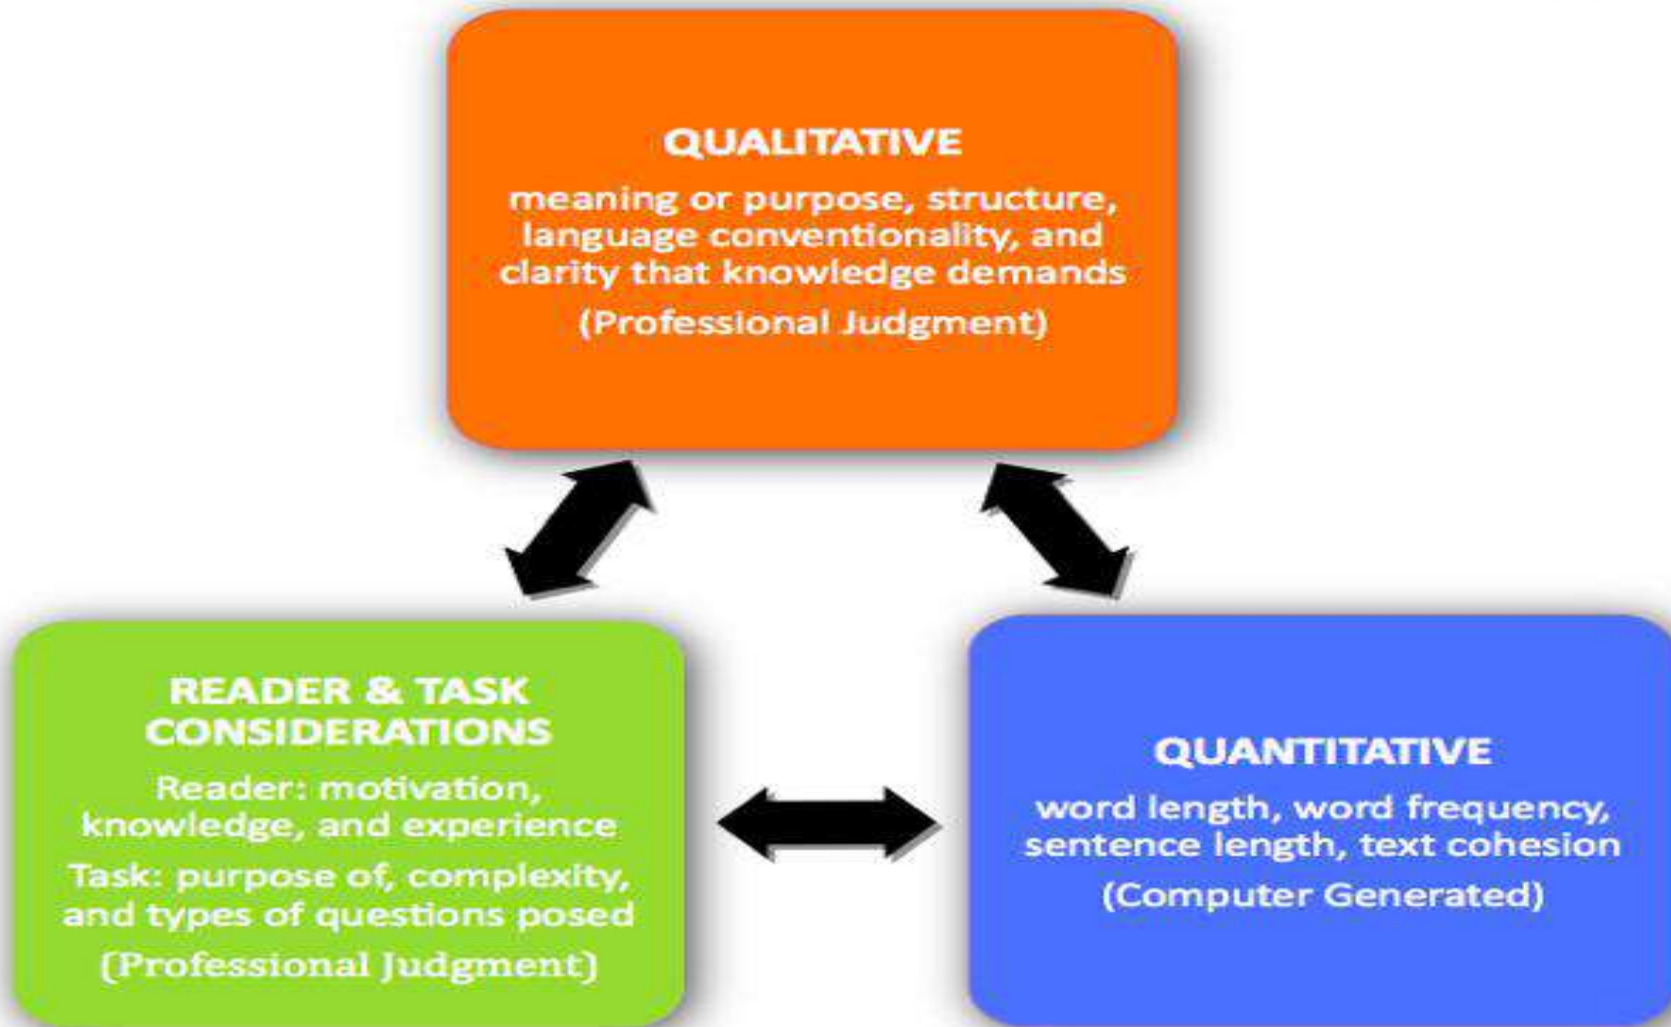 QUALITATIVE
meaning or purpose, structure,
language conventionality, and
clarity that knowledge demands
(Professional Judgment)
READER & TASK
CONSIDERATIONS
Reader: motivation,
knowledge, and experience
Task: purpose of, complexity,
and types of questions posed
(Professional Judgment)
QUANTITATIVE
word length, word frequency,
sentence length, text cohesion
(Computer Generated)